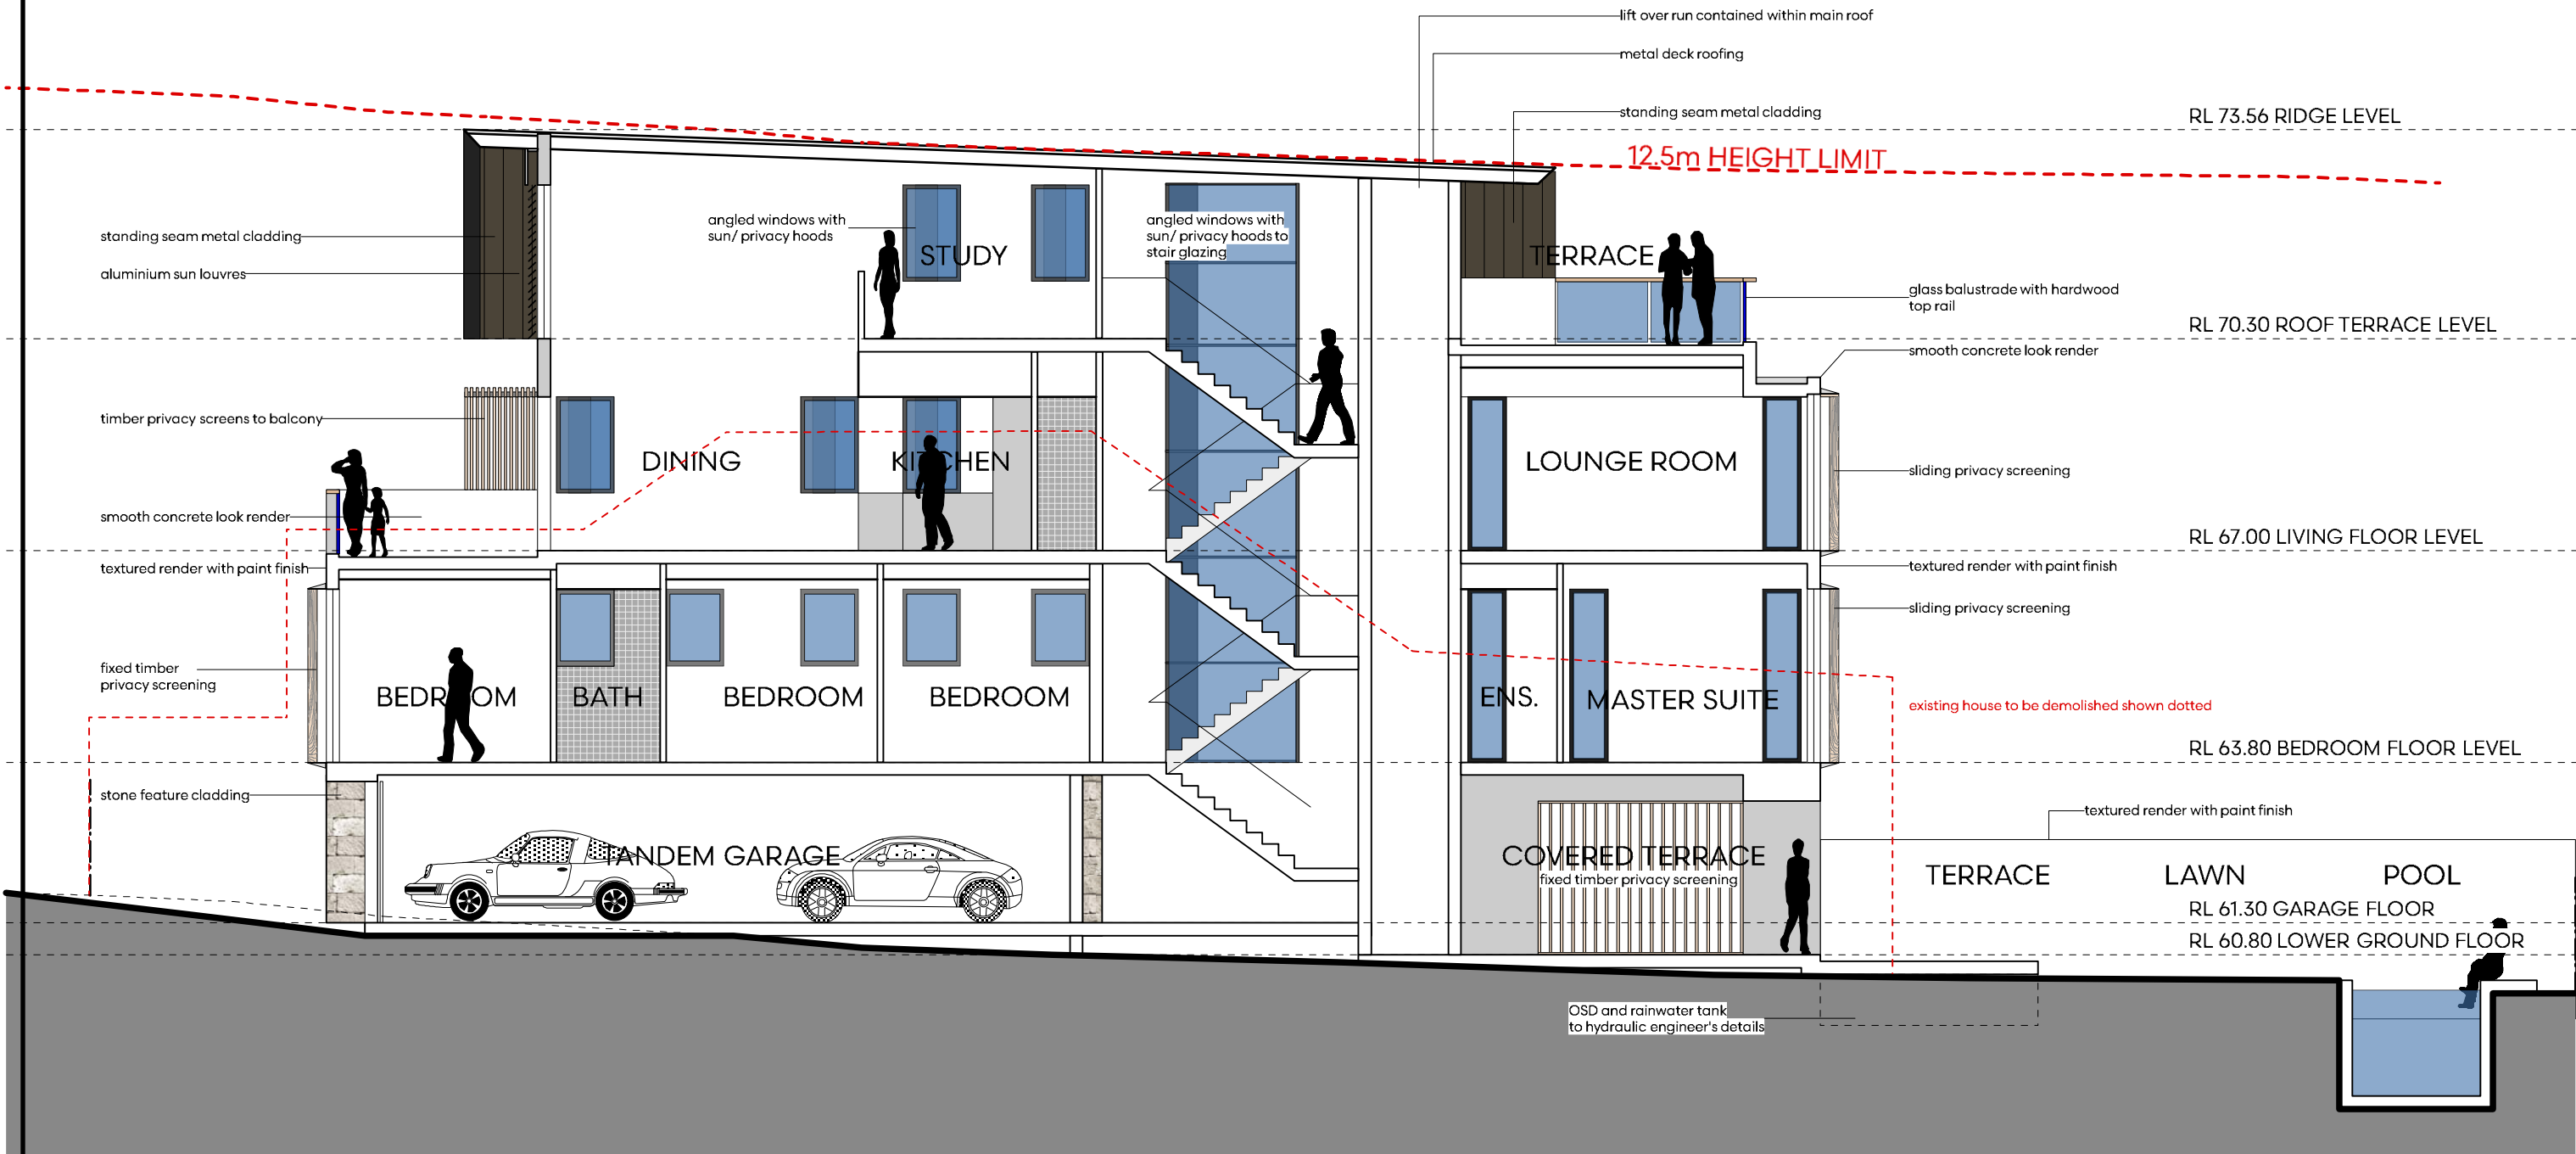 lift over run contained within main roof
metal deck roofing
standing seam metal cladding
RL 73.56 RIDGE LEVEL
12.5m HEIGHT LIMIT
angled windows with
sun/ privacy hoods
angled windows with
sun/ privacy hoods to
stair glazing
standing seam metal cladding
STUDY
TERRACE
aluminium sun louvres
glass balustrade with hardwood
top rail
RL 70.30 ROOF TERRACE LEVEL
smooth concrete look render
timber privacy screens to balcony
DINING
KITCHEN
LOUNGE ROOM
sliding privacy screening
smooth concrete look render
RL 67.00 LIVING FLOOR LEVEL
textured render with paint finish
textured render with paint finish
sliding privacy screening
fixed timber
privacy screening
BEDROOM
BATH
BEDROOM
BEDROOM
ENS.
MASTER SUITE
existing house to be demolished shown dotted
RL 63.80 BEDROOM FLOOR LEVEL
stone feature cladding
textured render with paint finish
TANDEM GARAGE
COVERED TERRACE
fixed timber privacy screening
TERRACE
LAWN
POOL
RL 61.30 GARAGE FLOOR
RL 60.80 LOWER GROUND FLOOR
OSD and rainwater tank
to hydraulic engineer's details